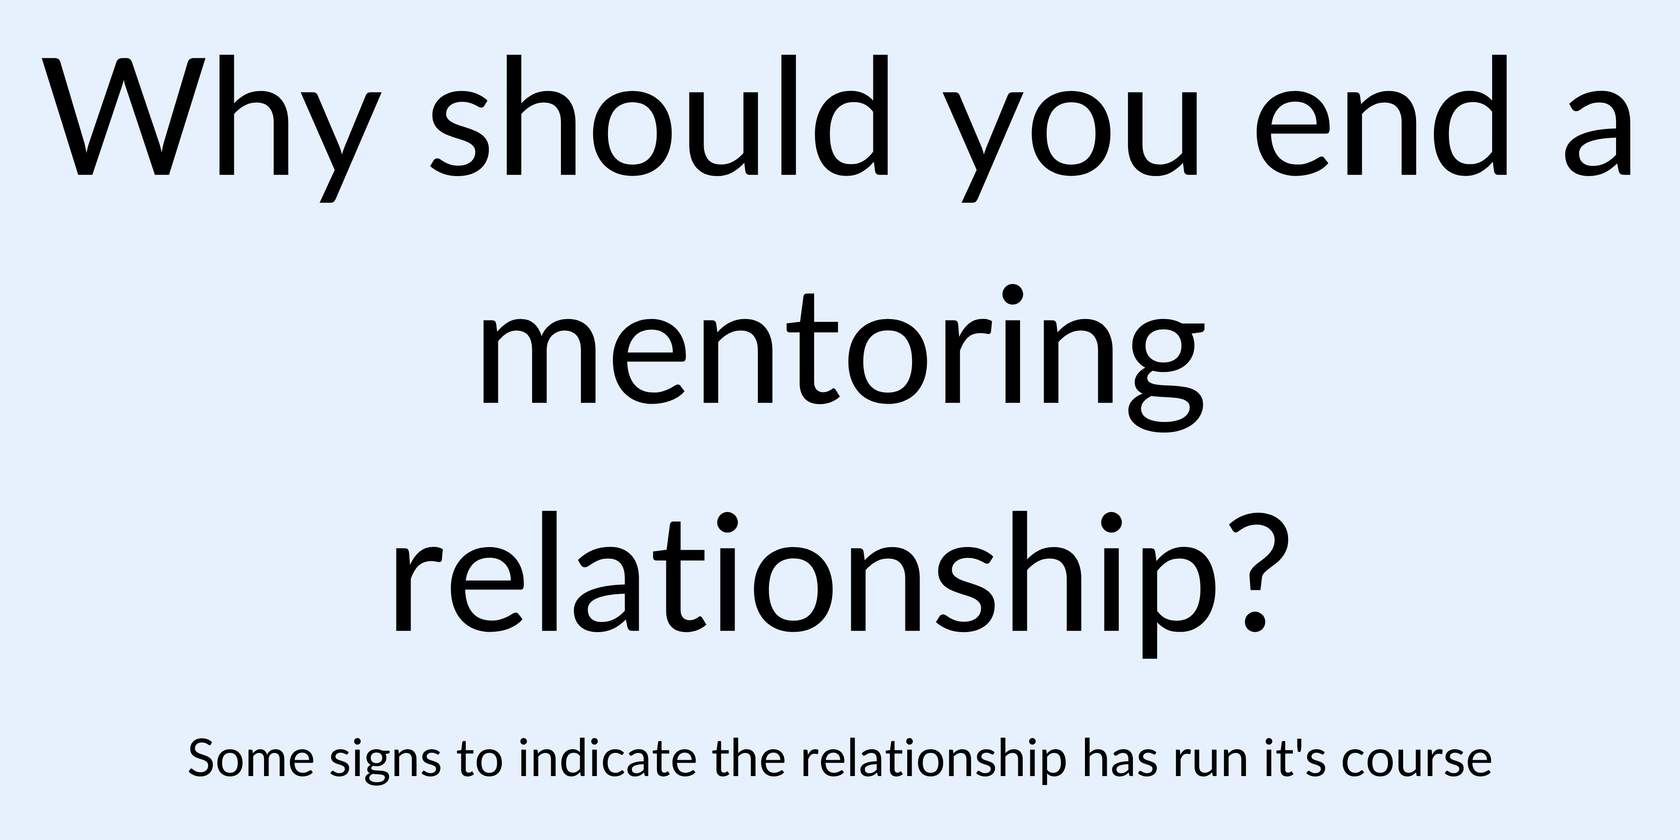 Why should you end a
mentoring
relationship?
Some signs to indicate the relationship has run it's course